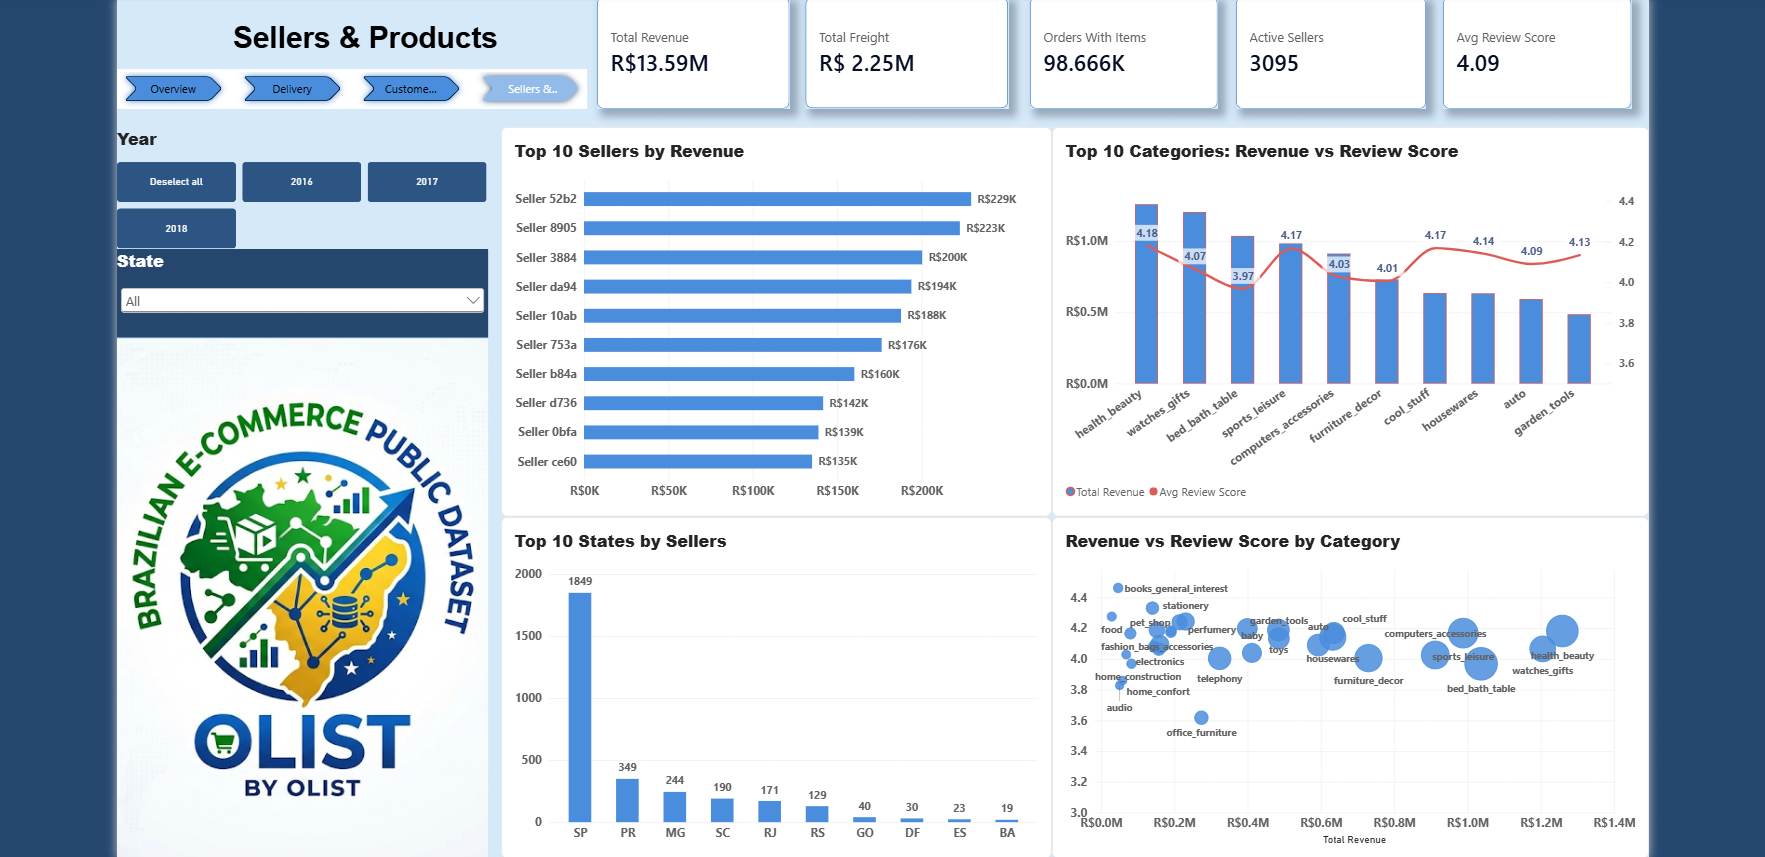 Sellers & Products
Overview
Delivery
Custome...
Sellers &..
Total Revenue
R$13.59M
Total Freight
R$ 2.25M
Orders With Items
98.666K
Active Sellers
3095
Avg Review Score
4.09
Year
Deselect all
2016
2017
2018
State
All
BRAZILIAN E-COMMERCE PUBLIC DATASET
OLIST
BY OLIST
Top 10 Sellers by Revenue
Seller 52b2 R$229K
Seller 8905 R$223K
Seller 3884 R$200K
Seller da94 R$194K
Seller 10ab R$188K
Seller 753a R$176K
Seller b84a R$160K
Seller d736 R$142K
Seller 0bfa R$139K
Seller ce60 R$135K
R$0K R$50K R$100K R$150K R$200K
Top 10 Categories: Revenue vs Review Score
R$1.0M
R$0.5M
R$0.0M
4.18 4.07 3.97 4.17 4.03 4.01 4.17 4.14 4.09 4.13
4.4
4.2
4.0
3.8
3.6
health_beauty
watches_gifts
bed_bath_table
sports_leisure
computers_accessories
furniture_decor
cool_stuff
housewares
auto
garden_tools
Total Revenue Avg Review Score
Top 10 States by Sellers
2000
1500
1000
500
0
1849 349 244 190 171 129 40 30 23 19
SP PR MG SC RJ RS GO DF ES BA
Revenue vs Review Score by Category
4.4
4.2
4.0
3.8
3.6
3.4
3.2
3.0
books_general_interest
stationery
food
pet_shop
perfumery
garden_tools
baby
auto
cool_stuff
computers_accessories
fashion_bags_accessories
toys
electronics
housewares
sports_leisure
health_beauty
home_construction
telephony
furniture_decor
watches_gifts
home_confort
bed_bath_table
audio
office_furniture
R$0.0M R$0.2M R$0.4M R$0.6M R$0.8M R$1.0M R$1.2M R$1.4M
Total Revenue